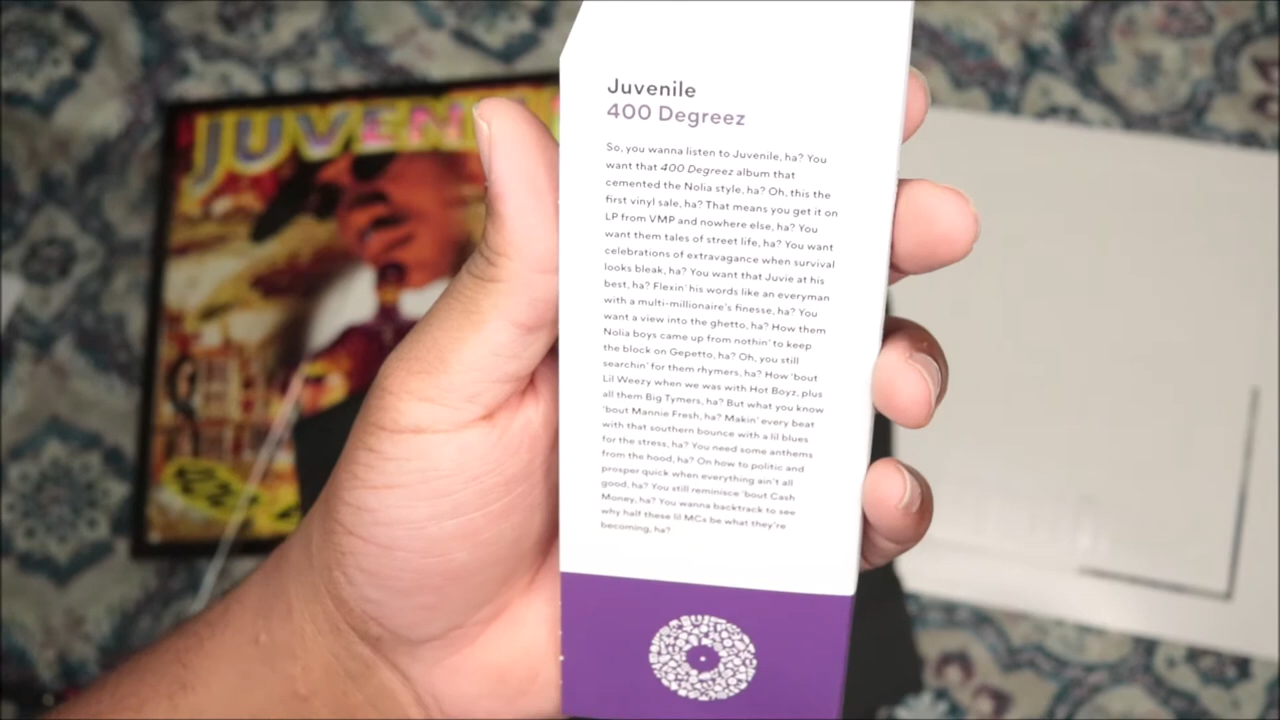 JUVENI
Juvenile
400 Degreez
So, you wanna listen to Juvenile, ha? You
want that 400 Degreez album that
cemented the Nolia style, ha? Oh, this the
first vinyl sale, ha? That means you get it on
LP from VMP and nowhere else, ha? You
want them tales of street life, ha? You want
celebrations of extravagance when survival
looks bleak, ha? You want that Juvie at his
best, ha? Flexin' his words like an everyman
with a multi-millionaire's finesse, ha? You
want a view into the ghetto, ha? How them
Nolia boys came up from nothin' to keep
the block on Gepetto, ha? Oh, you still
searchin' for them rhymers, ha? How 'bout
Lil Weezy when we was with Hot Boyz, plus
all them Big Tymers, ha? But what you know
'bout Mannie Fresh, ha? Makin' every beat
with that southern bounce with a lil blues
for the stress, ha? You need some anthems
from the hood, ha? On how to politic and
prosper quick when everything ain't all
good, ha? You still reminisce 'bout Cash
Money, ha? You wanna backtrack to see
why half these lil MCs be what they're
becoming, ha?